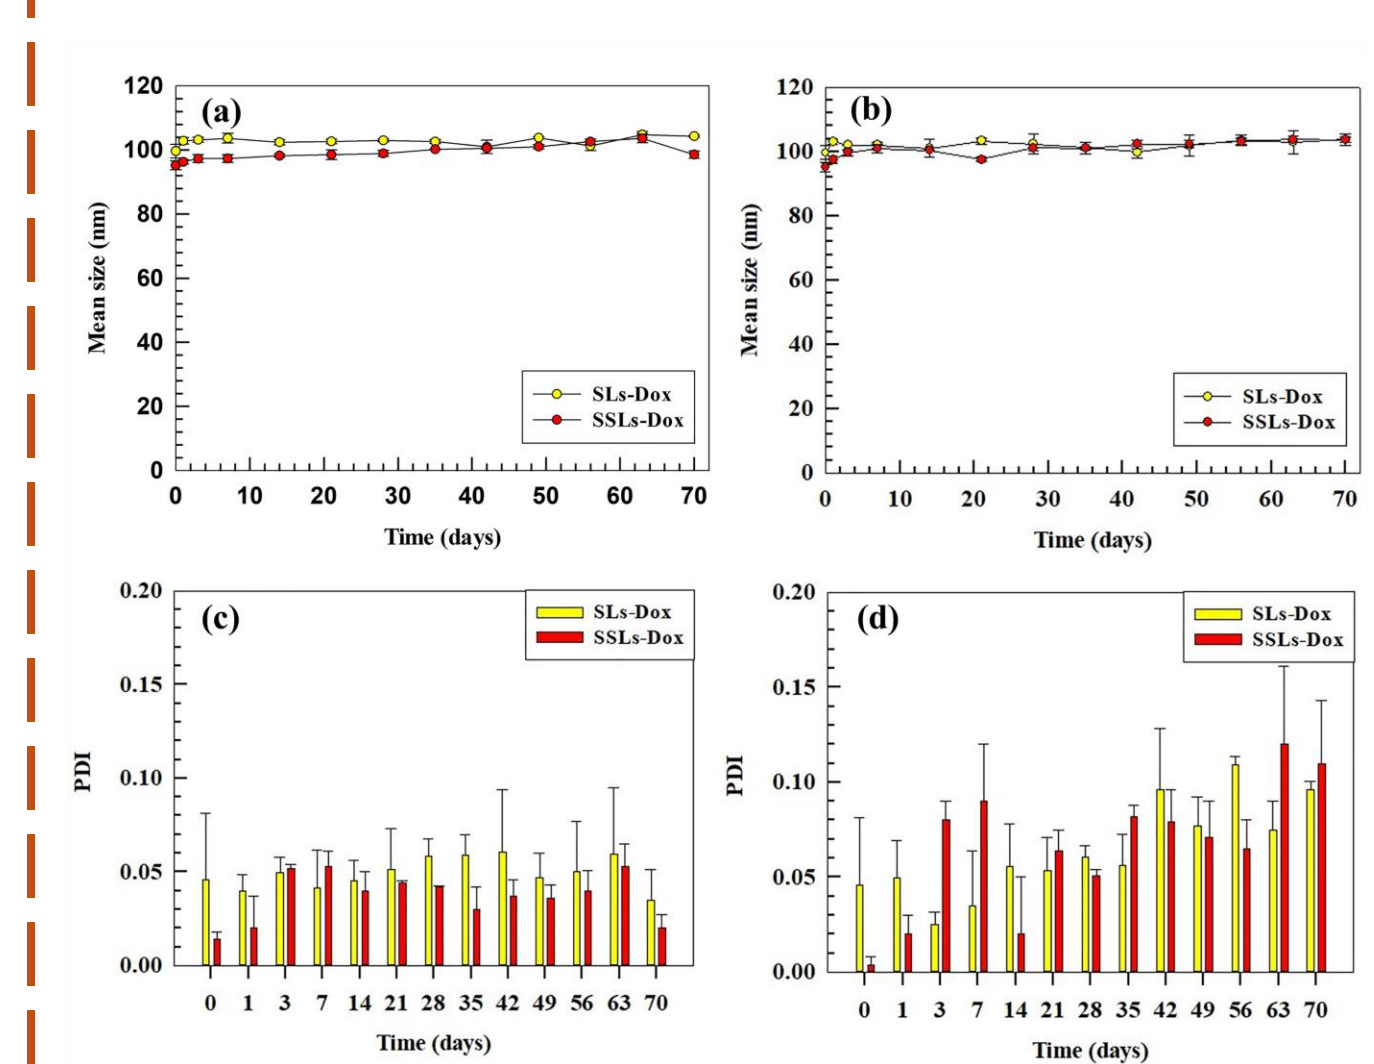 (a)
120
100
80
60
40
20
0
Mean size (nm)
SLs-Dox
SSLs-Dox
0 10 20 30 40 50 60 70
Time (days)
(b)
120
100
80
60
40
20
0
Mean size (nm)
SLs-Dox
SSLs-Dox
0 10 20 30 40 50 60 70
Time (days)
(c)
0.20
0.15
0.10
0.05
0.00
PDI
SLs-Dox
SSLs-Dox
0 1 3 7 14 21 28 35 42 49 56 63 70
Time (days)
(d)
0.20
0.15
0.10
0.05
0.00
PDI
SLs-Dox
SSLs-Dox
0 1 3 7 14 21 28 35 42 49 56 63 70
Time (days)